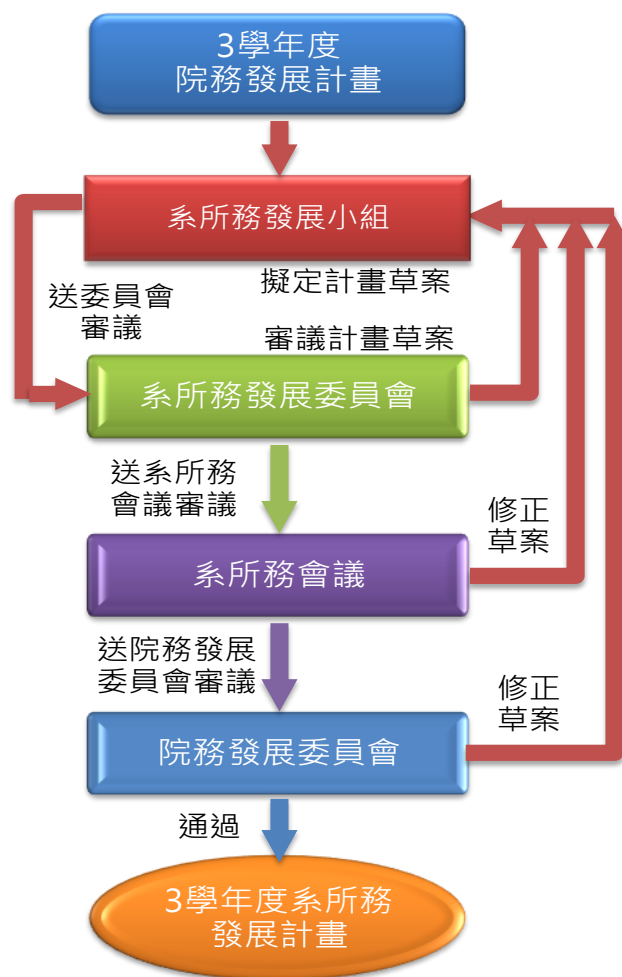 3學年度
院務發展計畫
系所務發展小組
擬定計畫草案
送委員會
審議
審議計畫草案
系所務發展委員會
送系所務
會議審議
修正
草案
系所務會議
送院務發展
委員會審議
修正
草案
院務發展委員會
通過
3學年度系所務
發展計畫